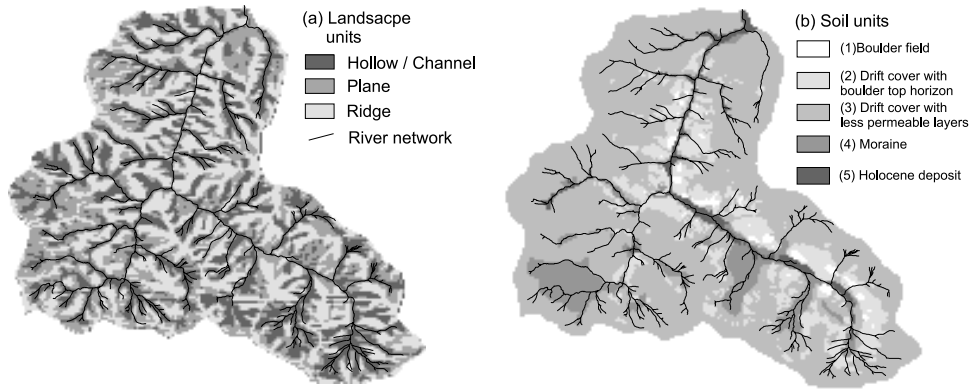 (a) Landsacpe
units
Hollow / Channel
Plane
Ridge
River network
(b) Soil units
(1)Boulder field
(2) Drift cover with
boulder top horizon
(3) Drift cover with
less permeable layers
(4) Moraine
(5) Holocene deposit